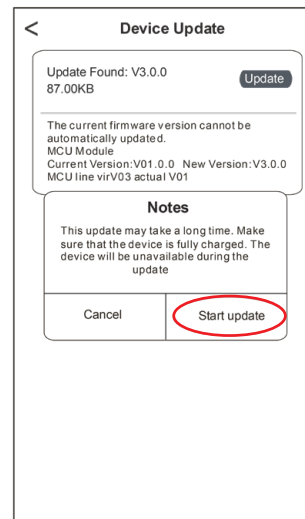 < Device Update
Update Found: V3.0.0
87.00KB
Update
The current firmware version cannot be
automatically updated.
MCU Module
Current Version:V01.0.0 New Version:V3.0.0
MCU line virV03 actual V01
Notes
This update may take a long time. Make
sure that the device is fully charged. The
device will be unavailable during the
update
Cancel
Start update